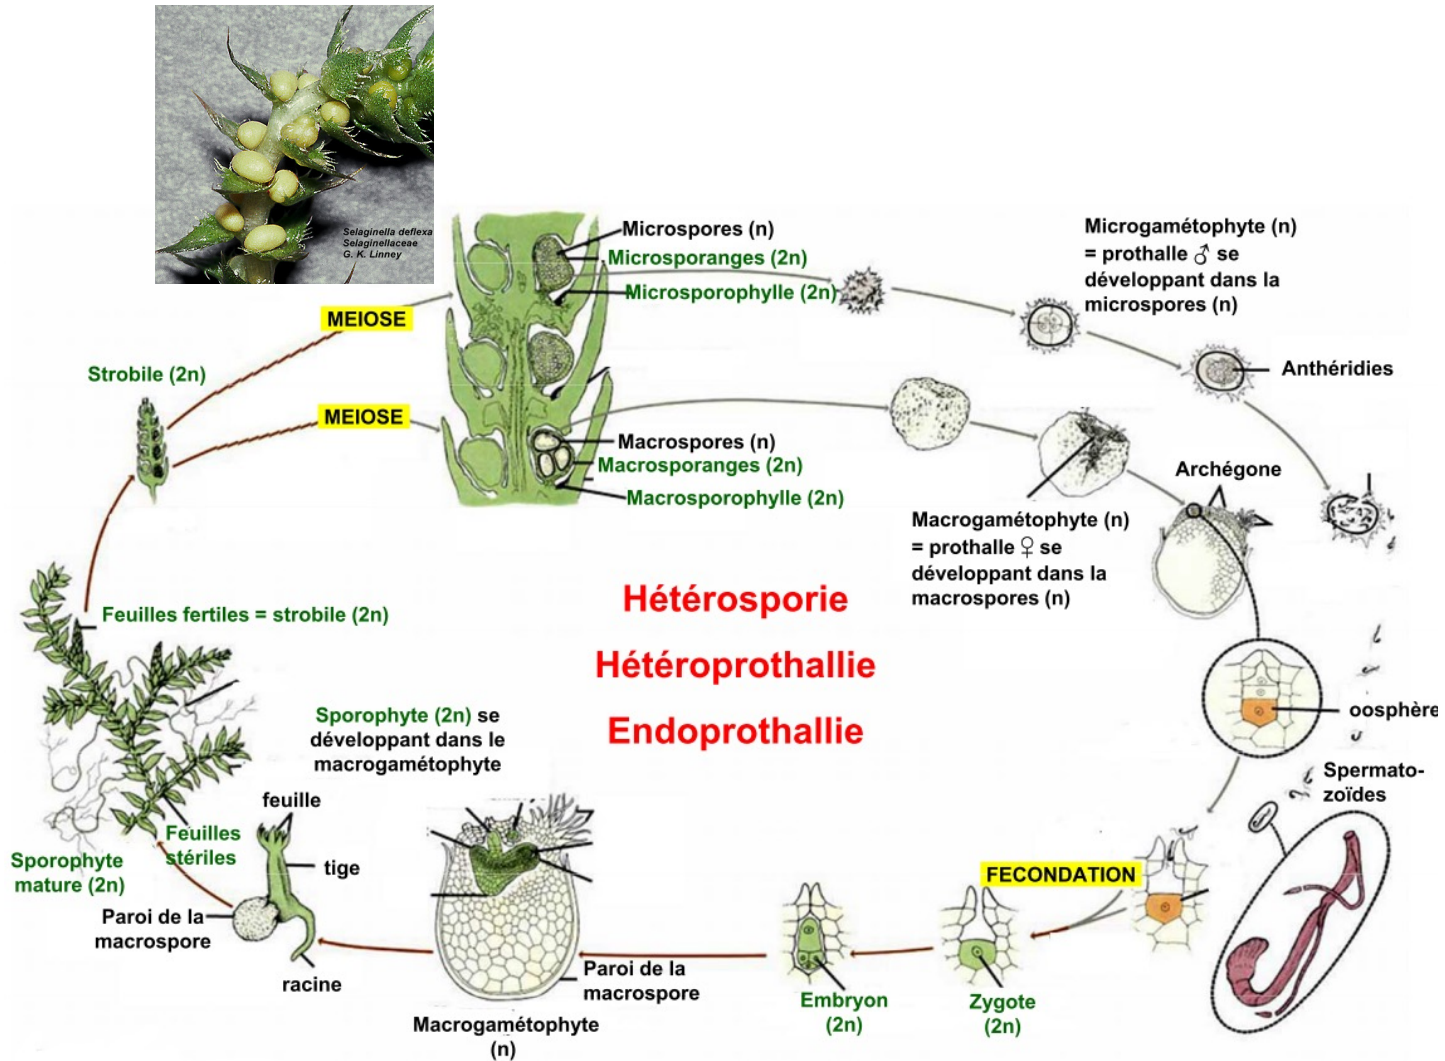 Selaginella deflexa
Selaginellaceae
G. K. Linney
Microspores (n)
Microsporanges (2n)
Microsporophylle (2n)
Microgamétophyte (n)
= prothalle ♂ se
développant dans la
microspores (n)
MEIOSE
Strobile (2n)
Anthéridies
MEIOSE
Macrospores (n)
Macrosporanges (2n)
Macrosporophylle (2n)
Archégone
Macrogamétophyte (n)
= prothalle ♀ se
développant dans la
macrospores (n)
Hétérosporie
Hétéroprothallie
Endoprothallie
Feuilles fertiles = strobile (2n)
oosphère
Sporophyte (2n) se
développant dans le
macrogamétophyte
Spermato-
zoïdes
feuille
Feuilles
stériles
tige
Sporophyte
mature (2n)
FECONDATION
Paroi de la
macrospore
racine
Paroi de la
macrospore
Embryon
(2n)
Zygote
(2n)
Macrogamétophyte
(n)